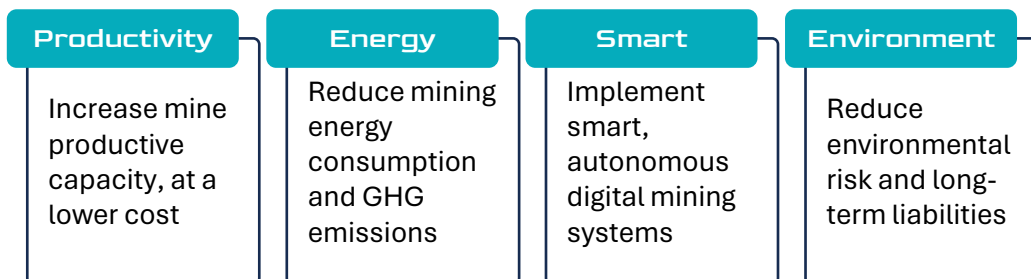 Productivity
Increase mine
productive
capacity, at a
lower cost
Energy
Reduce mining
energy
consumption
and GHG
emissions
Smart
Implement
smart,
autonomous
digital mining
systems
Environment
Reduce
environmental
risk and long-
term liabilities